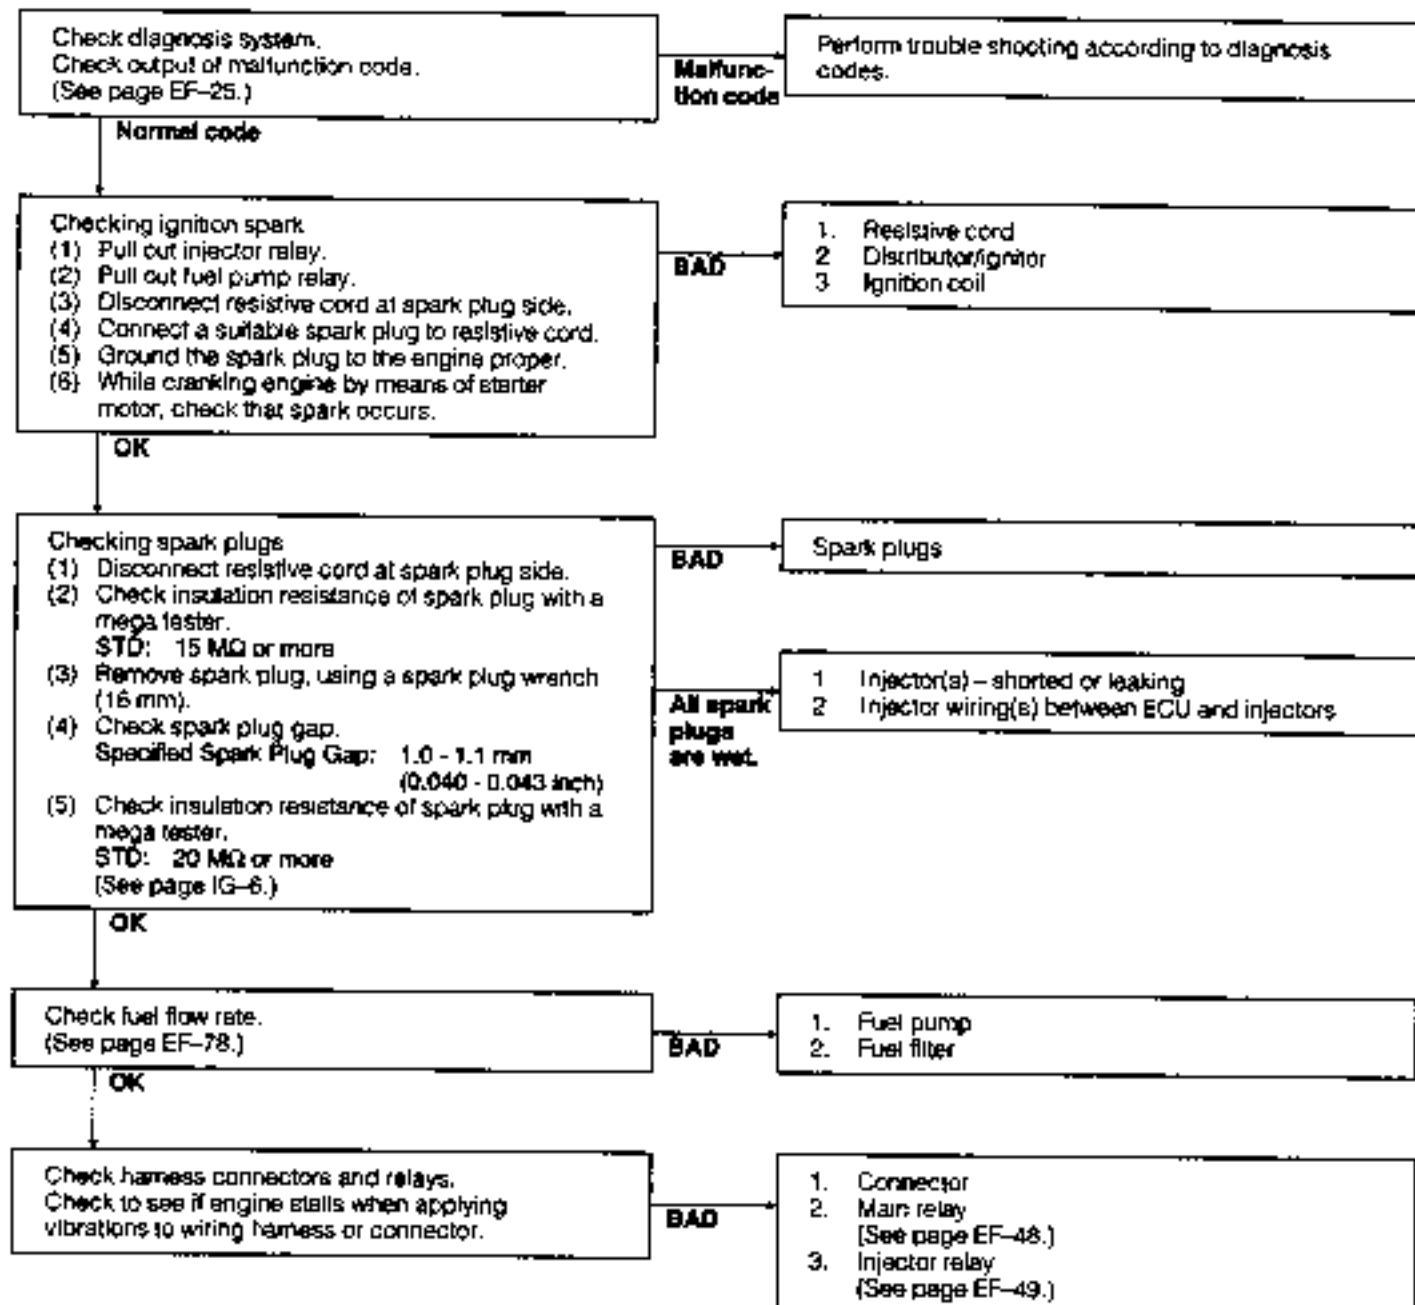 Check diagnosis system.
Check output of malfunction code.
(See page EF–25.)
Malfunc-
tion code
Perform trouble shooting according to diagnosis
codes.
Normal code
Checking ignition spark
(1) Pull out injector relay.
(2) Pull out fuel pump relay.
(3) Disconnect resistive cord at spark plug side.
(4) Connect a suitable spark plug to resistive cord.
(5) Ground the spark plug to the engine proper.
(6) While cranking engine by means of starter
motor, check that spark occurs.
BAD
1. Resistive cord
2 Distributor/ignitor
3 Ignition coil
OK
Checking spark plugs
(1) Disconnect resistive cord at spark plug side.
(2) Check insulation resistance of spark plug with a
mega tester.
STD: 15 MΩ or more
(3) Remove spark plug, using a spark plug wrench
(16 mm).
(4) Check spark plug gap.
Specified Spark Plug Gap: 1.0 - 1.1 mm
(0.040 - 0.043 inch)
(5) Check insulation resistance of spark plug with a
mega tester.
STD: 20 MΩ or more
(See page IG–6.)
BAD
Spark plugs
All spark
plugs
are wet.
1 Injector(s) – shorted or leaking
2 Injector wiring(s) between ECU and injectors
OK
Check fuel flow rate.
(See page EF–78.)
BAD
1. Fuel pump
2. Fuel filter
OK
Check harness connectors and relays.
Check to see if engine stalls when applying
vibrations to wiring harness or connector.
BAD
1. Connector
2. Main relay
(See page EF–48.)
3. Injector relay
(See page EF–49.)